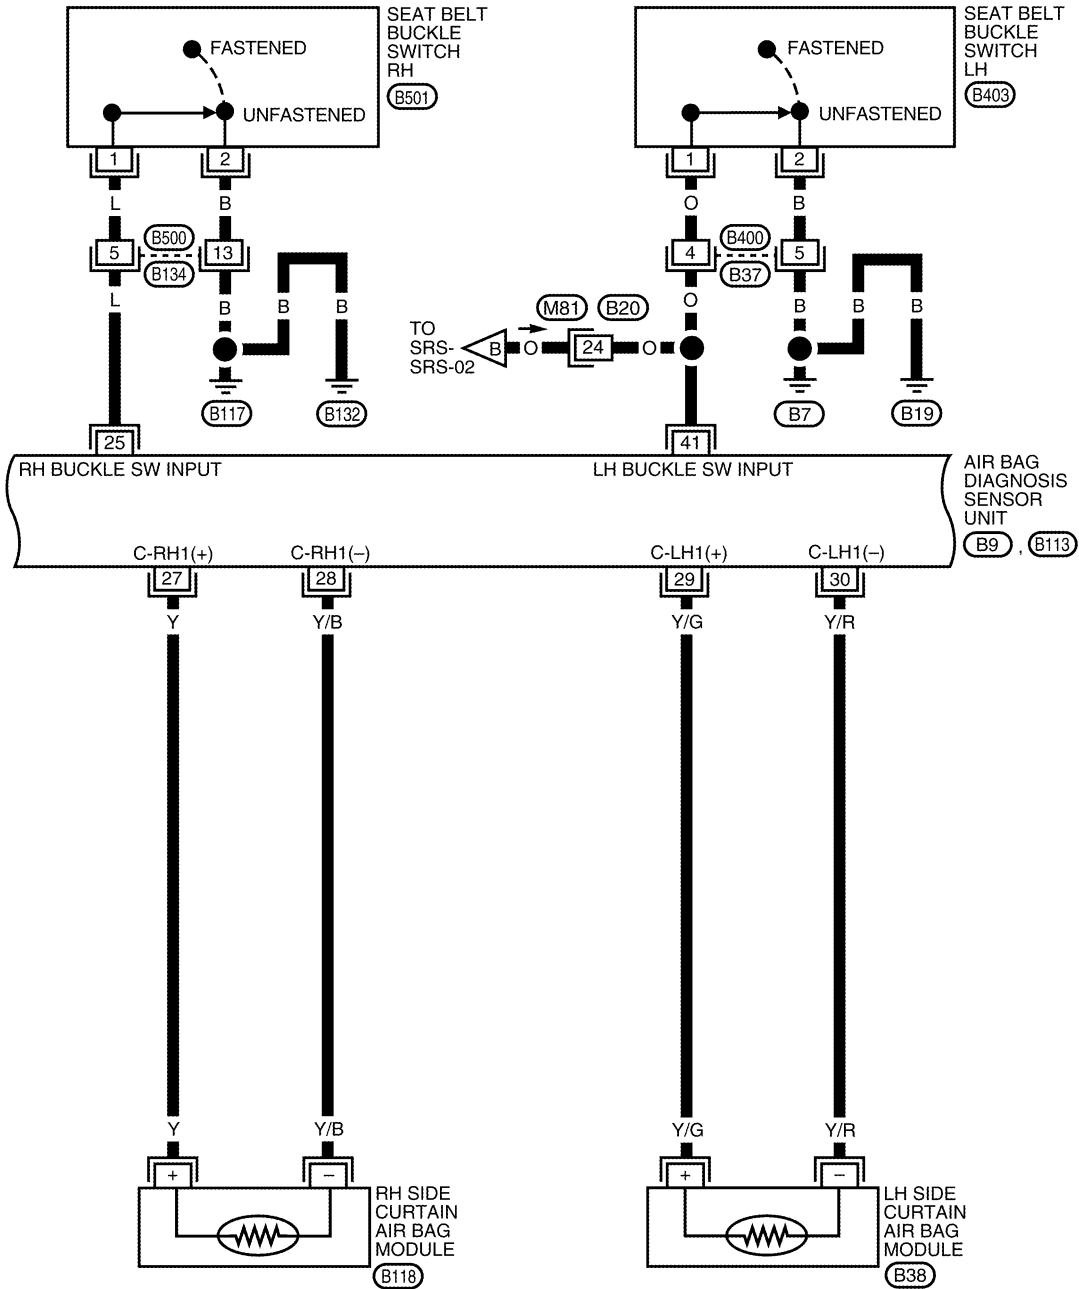 SEAT BELT
BUCKLE
SWITCH
RH
B501
FASTENED
UNFASTENED
1
2
SEAT BELT
BUCKLE
SWITCH
LH
B403
FASTENED
UNFASTENED
1
2
L
B
O
B
5
B500
B134
13
4
B400
B37
5
L
B
B
B
O
B
B
B
TO
SRS-
SRS-02
B
O
M81
B20
24
O
B117
B132
B7
B19
25
41
RH BUCKLE SW INPUT
LH BUCKLE SW INPUT
AIR BAG
DIAGNOSIS
SENSOR
UNIT
B9 , B113
C-RH1(+)
C-RH1(–)
C-LH1(+)
C-LH1(–)
27
28
29
30
Y
Y/B
Y/G
Y/R
Y
Y/B
Y/G
Y/R
+
–
+
–
RH SIDE
CURTAIN
AIR BAG
MODULE
B118
LH SIDE
CURTAIN
AIR BAG
MODULE
B38